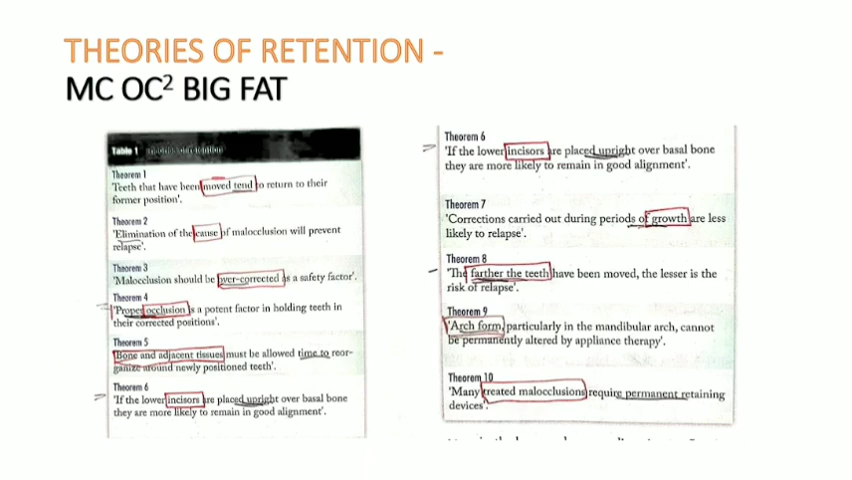 THEORIES OF RETENTION -
MC OC² BIG FAT
Table 1 Theories of retention
Theorem 1
'Teeth that have been moved tend to return to their
former position'.
Theorem 2
'Elimination of the cause of malocclusion will prevent
relapse'.
Theorem 3
'Malocclusion should be over-corrected as a safety factor'.
Theorem 4
'Proper occlusion is a potent factor in holding teeth in
their corrected positions'.
Theorem 5
'Bone and adjacent tissues must be allowed time to reor-
ganize around newly positioned teeth'.
Theorem 6
'If the lower incisors are placed upright over basal bone
they are more likely to remain in good alignment'.
Theorem 6
'If the lower incisors are placed upright over basal bone
they are more likely to remain in good alignment'.
Theorem 7
'Corrections carried out during periods of growth are less
likely to relapse'.
Theorem 8
'The farther the teeth have been moved, the lesser is the
risk of relapse'.
Theorem 9
'Arch form, particularly in the mandibular arch, cannot
be permanently altered by appliance therapy'.
Theorem 10
'Many created malocclusions require permanent retaining
devices'.